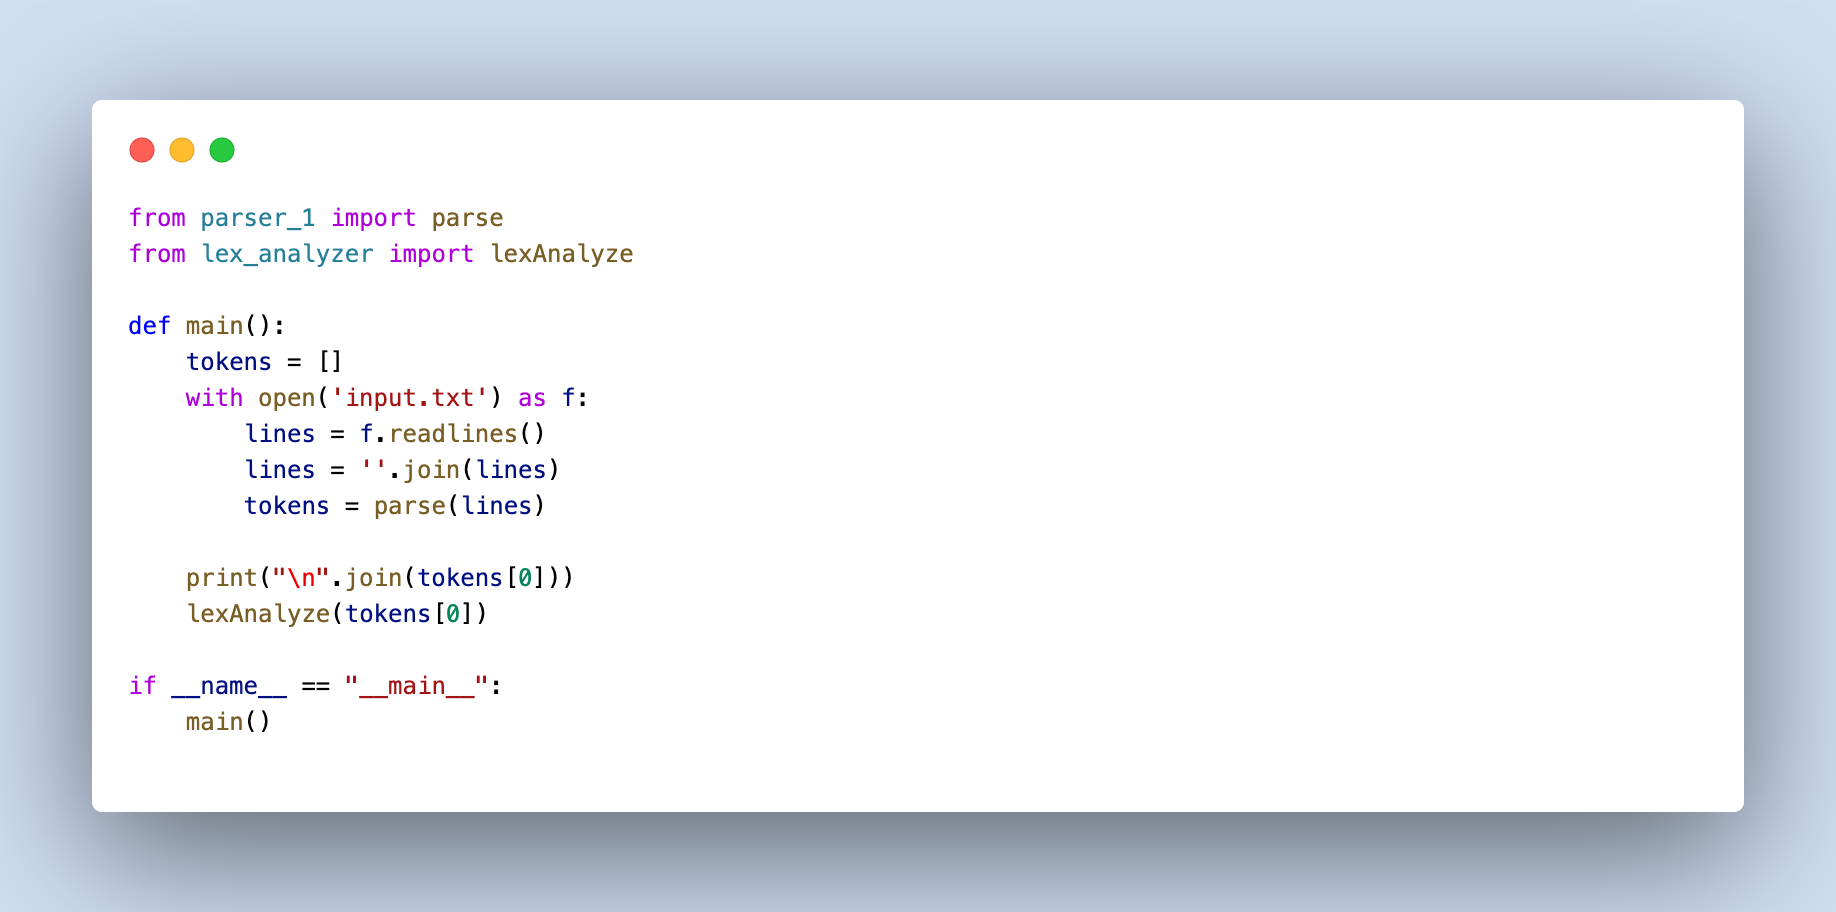 from parser_1 import parse
from lex_analyzer import lexAnalyze

def main():
    tokens = []
    with open('input.txt') as f:
        lines = f.readlines()
        lines = ''.join(lines)
        tokens = parse(lines)

    print("\n".join(tokens[0]))
    lexAnalyze(tokens[0])

if __name__ == "__main__":
    main()